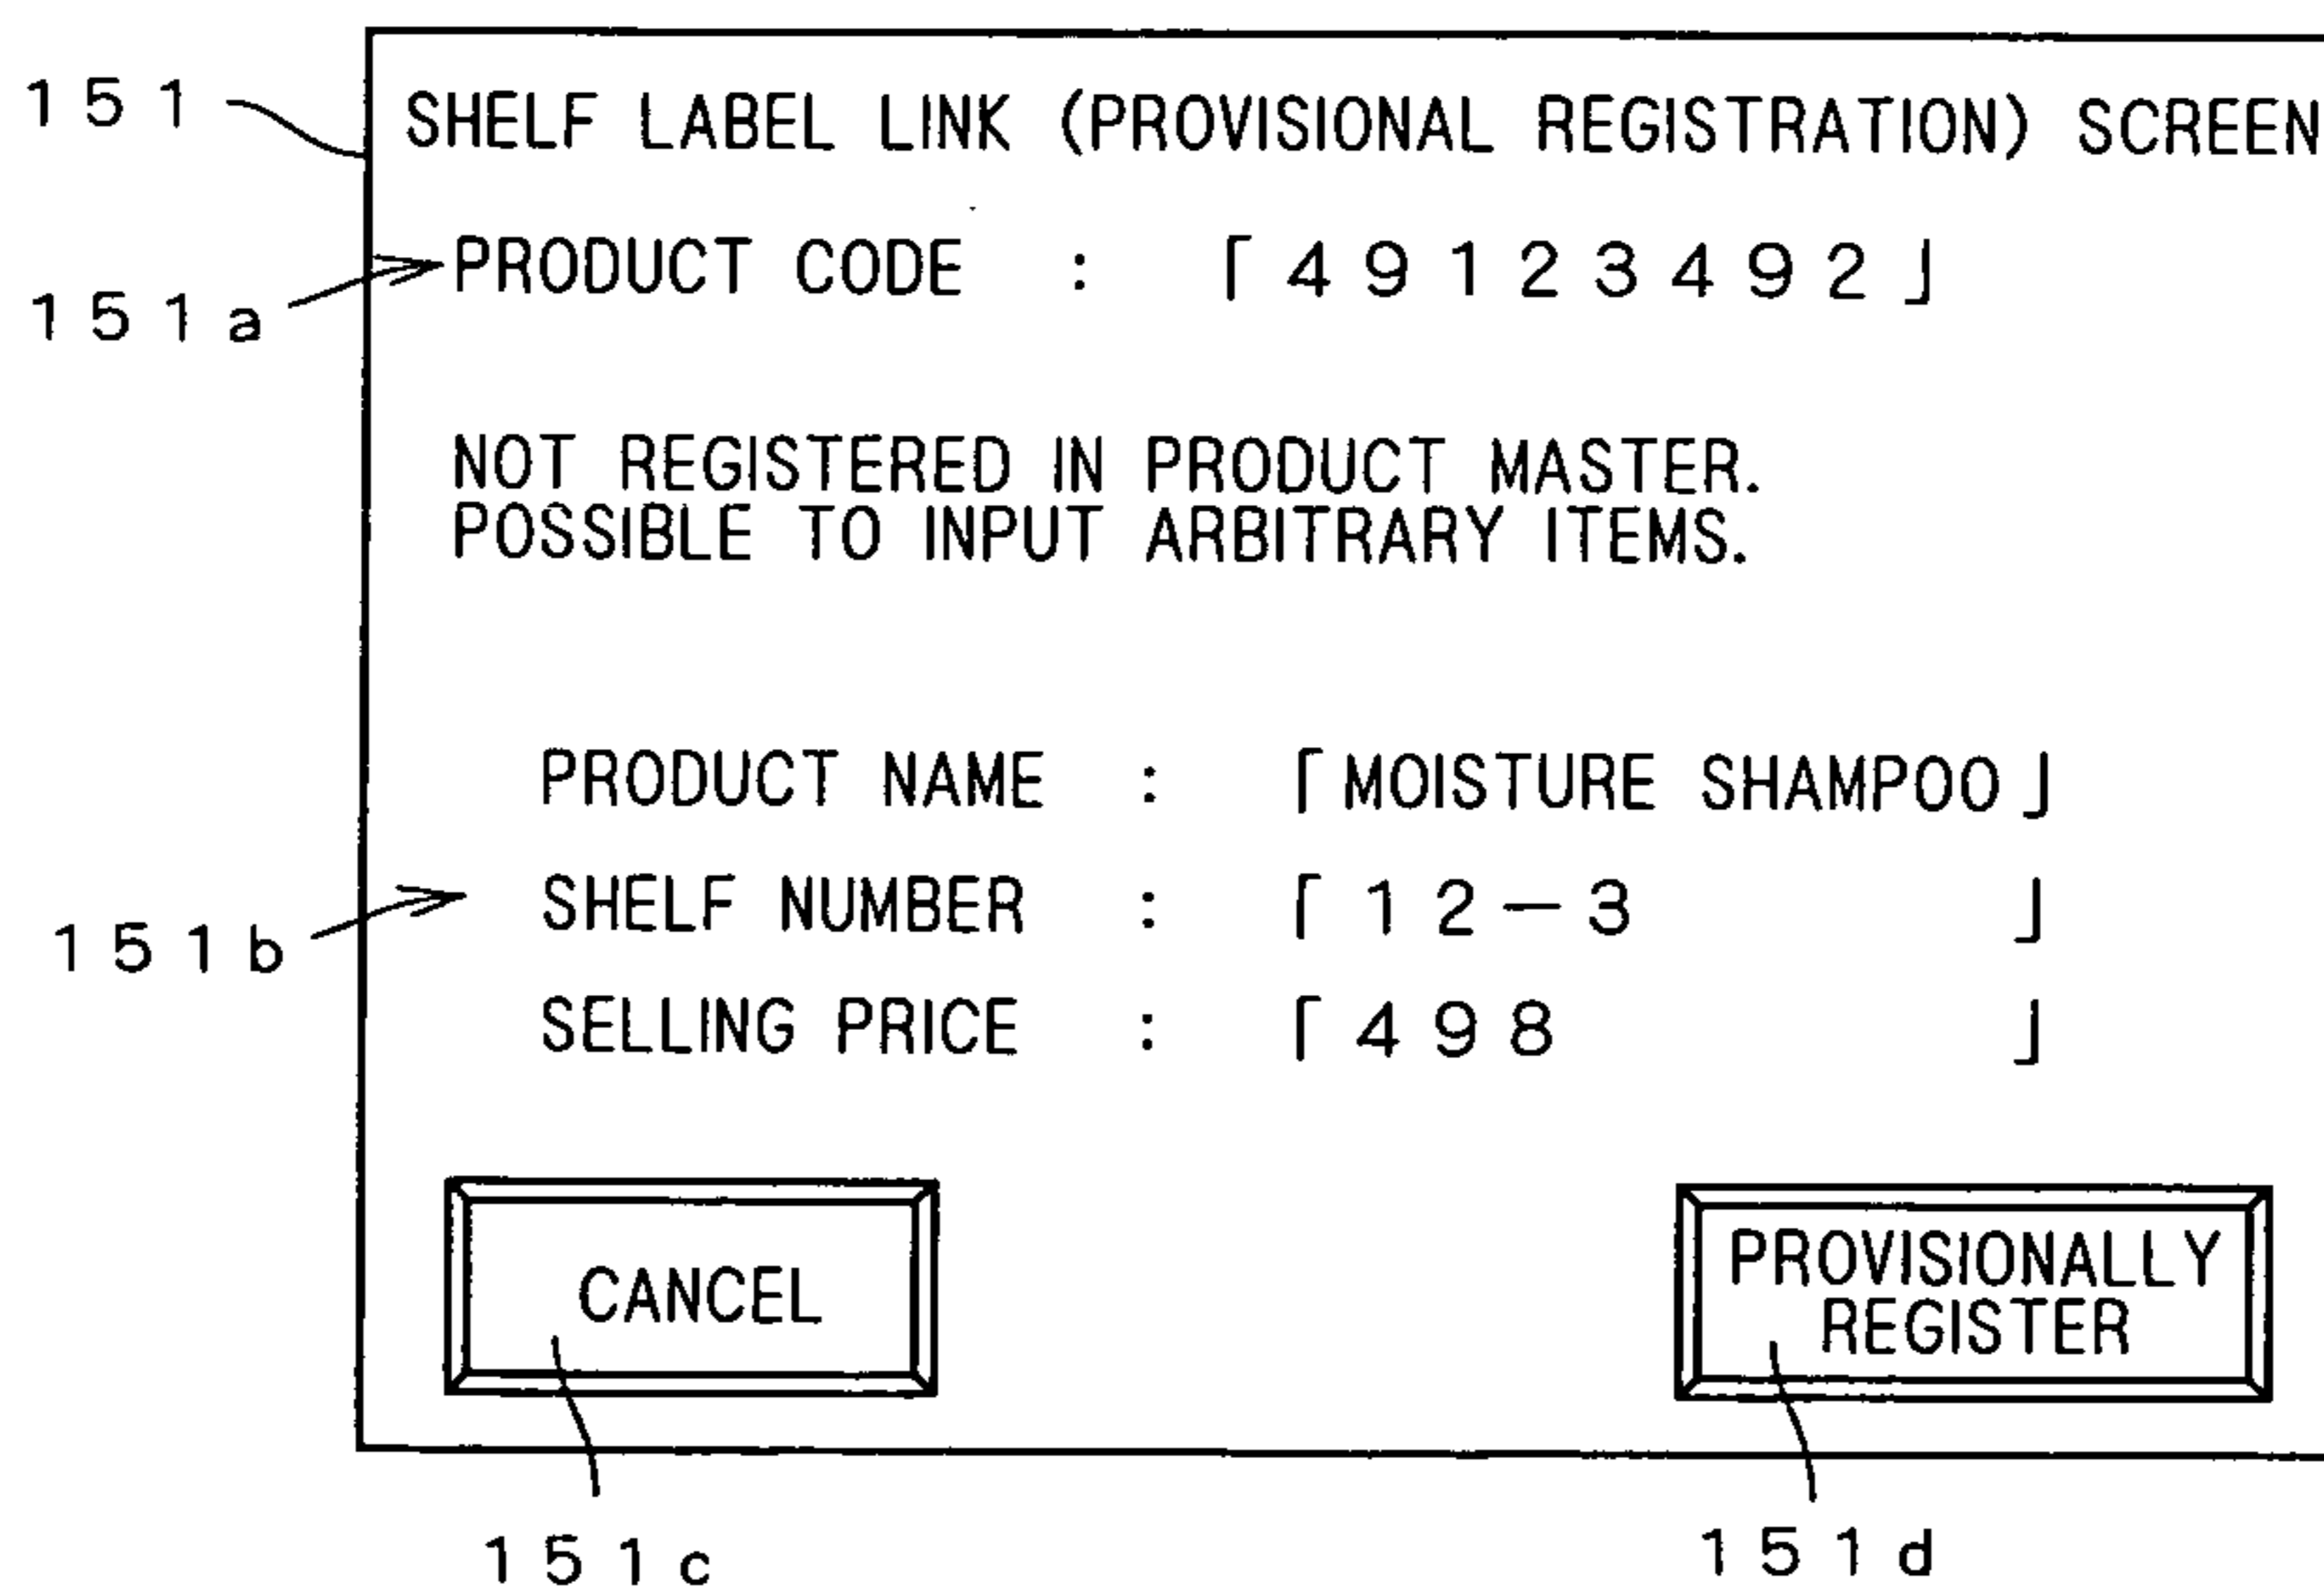 151
SHELF LABEL LINK (PROVISIONAL REGISTRATION) SCREEN
151a
PRODUCT CODE : ｢49123492｣
NOT REGISTERED IN PRODUCT MASTER.
POSSIBLE TO INPUT ARBITRARY ITEMS.
PRODUCT NAME : ｢MOISTURE SHAMPOO｣
151b
SHELF NUMBER : ｢12-3｣
SELLING PRICE : ｢498｣
CANCEL
PROVISIONALLY
REGISTER
151c
151d